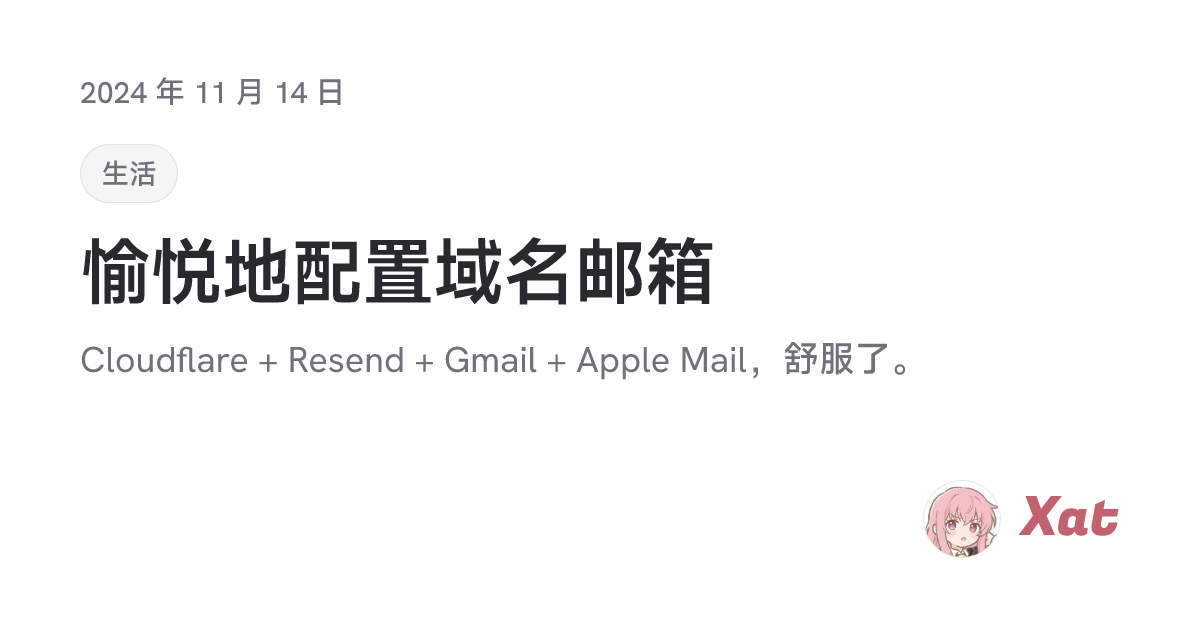 2024 年 11 月 14 日
生活
愉悦地配置域名邮箱
Cloudflare + Resend + Gmail + Apple Mail，舒服了。
Xat